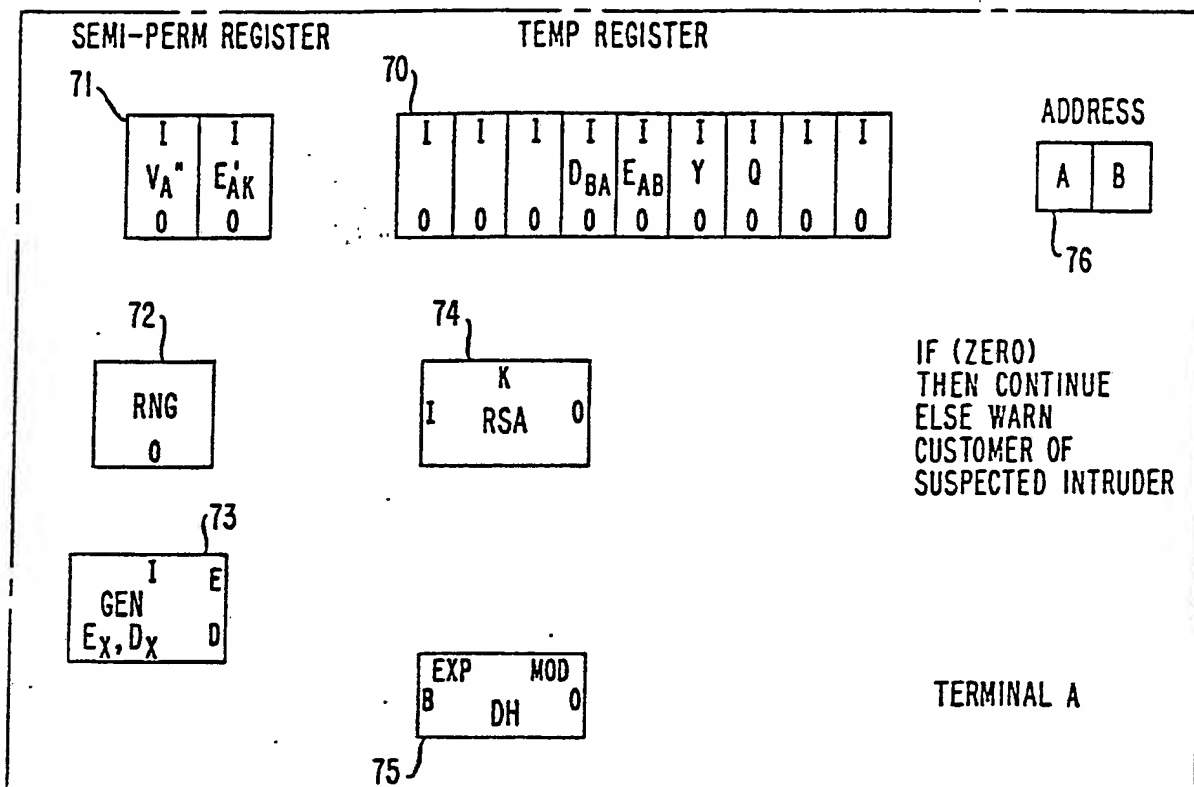 SEMI-PERM REGISTER
TEMP REGISTER
71
I I
V_A" E'_AK
0 0
70
I I I I I I I I I
D_BA E_AB Y Q
0 0 0 0 0 0 0 0 0
ADDRESS
A B
76
72
RNG
0
74
K
I RSA 0
IF (ZERO)
THEN CONTINUE
ELSE WARN
CUSTOMER OF
SUSPECTED INTRUDER
73
I E
GEN
E_X, D_X D
EXP MOD
B DH 0
75
TERMINAL A